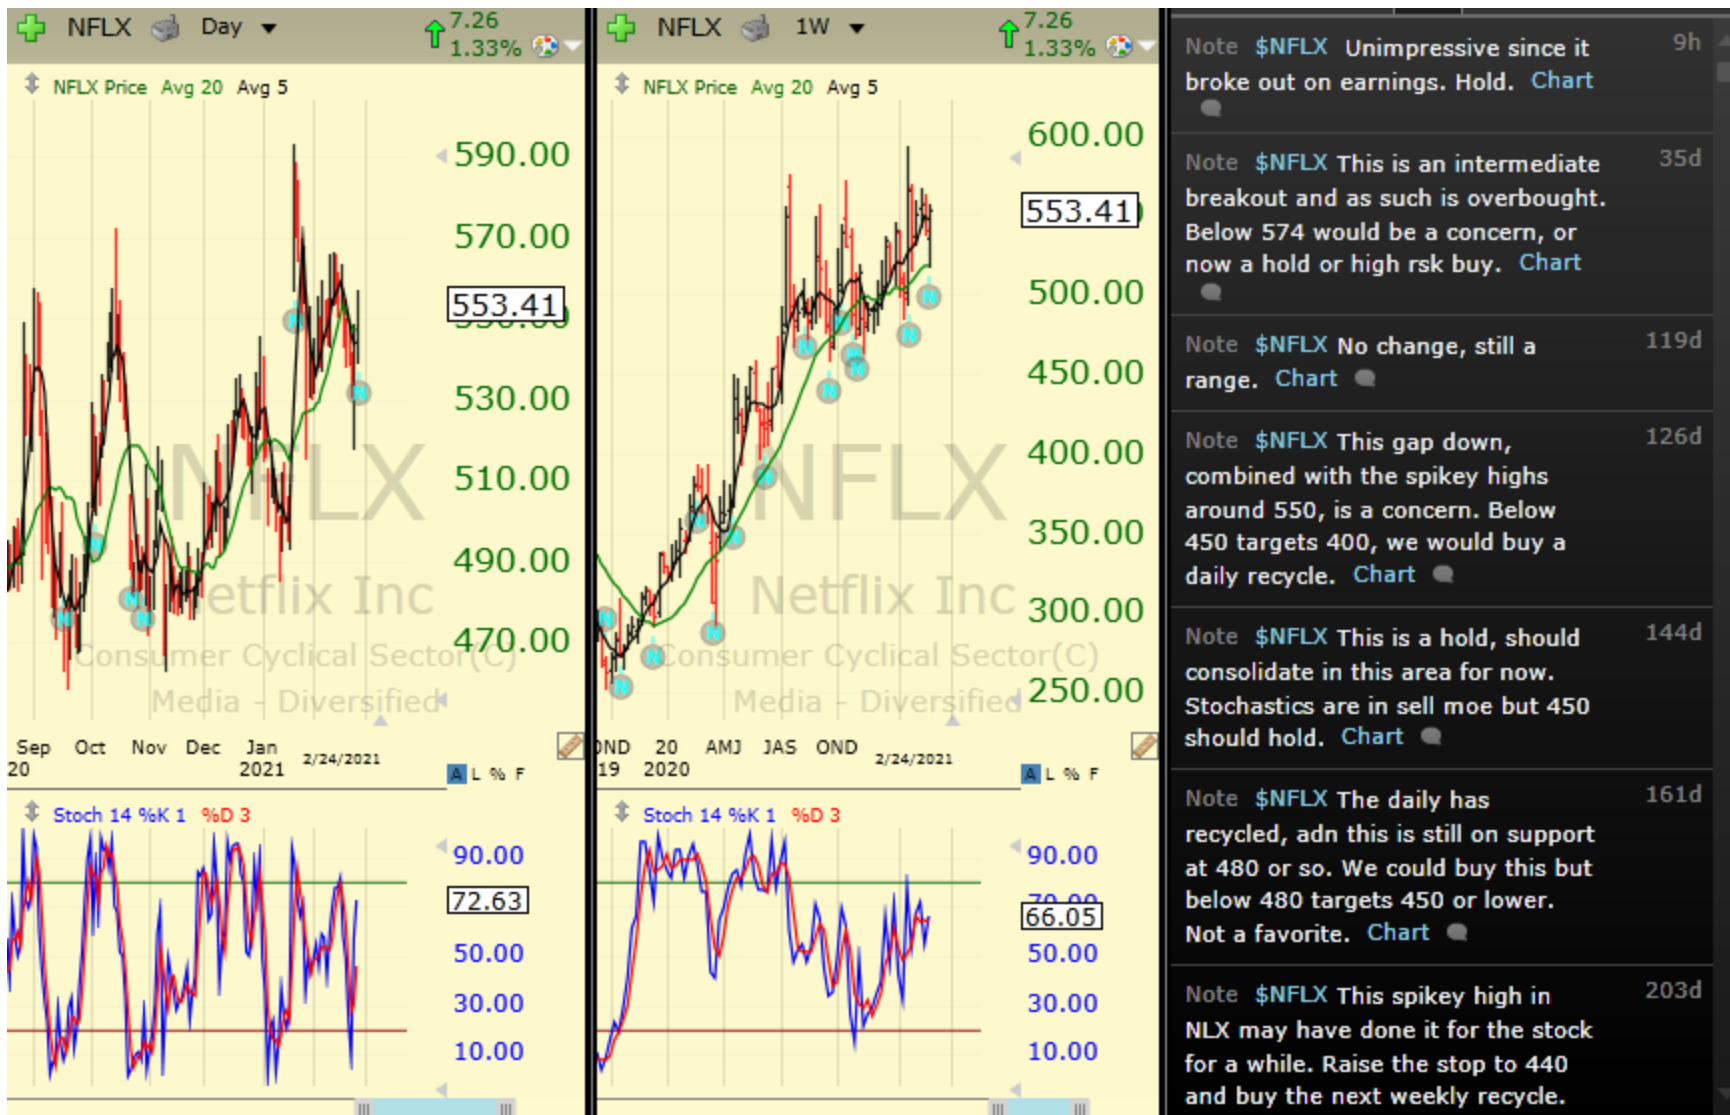 NFLX Day
7.26
1.33%
NFLX Price Avg 20 Avg 5
590.00
570.00
553.41
530.00
510.00
490.00
470.00
NFLX
Netflix Inc
Consumer Cyclical Sector(C)
Media - Diversified
N
N
N
N
N
N
Sep Oct Nov Dec Jan
20 2021 2/24/2021
A L % F
Stoch 14 %K 1 %D 3
90.00
72.63
50.00
30.00
10.00
NFLX 1W
7.26
1.33%
NFLX Price Avg 20 Avg 5
600.00
553.41
500.00
450.00
400.00
350.00
300.00
250.00
NFLX
Netflix Inc
Consumer Cyclical Sector(C)
Media - Diversified
N
N
N
N
N
N
N
N
N
N
N
N
N
N
OND 20 AMJ JAS OND
19 2020 2/24/2021
A L % F
Stoch 14 %K 1 %D 3
90.00
70.00
66.05
50.00
30.00
10.00
Note $NFLX Unimpressive since it 9h
broke out on earnings. Hold. Chart
Note $NFLX This is an intermediate 35d
breakout and as such is overbought.
Below 574 would be a concern, or
now a hold or high rsk buy. Chart
Note $NFLX No change, still a 119d
range. Chart
Note $NFLX This gap down, 126d
combined with the spikey highs
around 550, is a concern. Below
450 targets 400, we would buy a
daily recycle. Chart
Note $NFLX This is a hold, should 144d
consolidate in this area for now.
Stochastics are in sell moe but 450
should hold. Chart
Note $NFLX The daily has 161d
recycled, adn this is still on support
at 480 or so. We could buy this but
below 480 targets 450 or lower.
Not a favorite. Chart
Note $NFLX This spikey high in 203d
NLX may have done it for the stock
for a while. Raise the stop to 440
and buy the next weekly recycle.